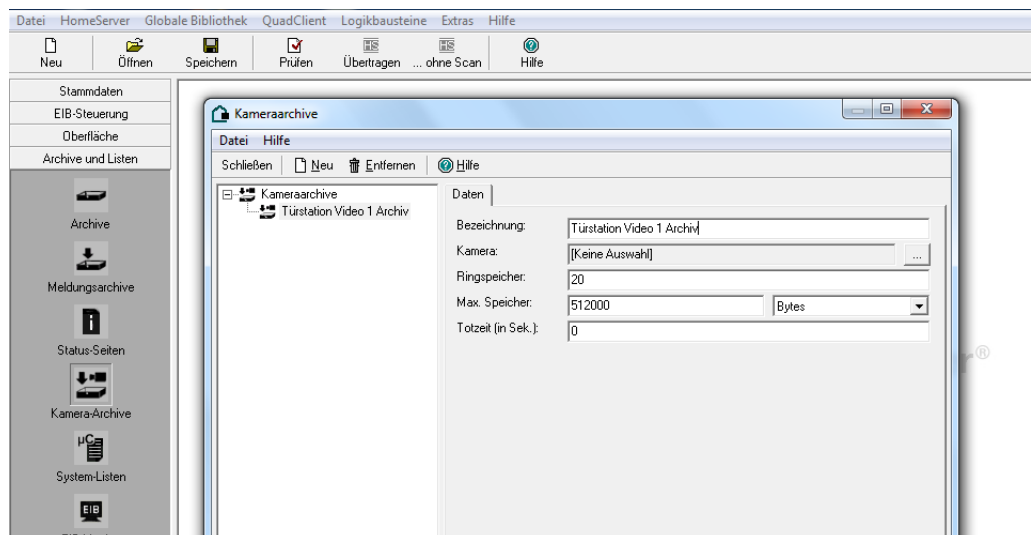 Datei HomeServer Globale Bibliothek QuadClient Logikbausteine Extras Hilfe
Neu Öffnen Speichern Prüfen Übertragen ... ohne Scan Hilfe
Stammdaten
EIB-Steuerung
Oberfläche
Archive und Listen
Archive
Meldungsarchive
Status-Seiten
Kamera-Archive
µC
System-Listen
EIB
Kameraarchive
Datei Hilfe
Schließen Neu Entfernen Hilfe
Kameraarchive
Türstation Video 1 Archiv
Daten
Bezeichnung: Türstation Video 1 Archiv
Kamera: [Keine Auswahl] ...
Ringspeicher: 20
Max. Speicher: 512000 Bytes
Totzeit (in Sek.): 0
r®